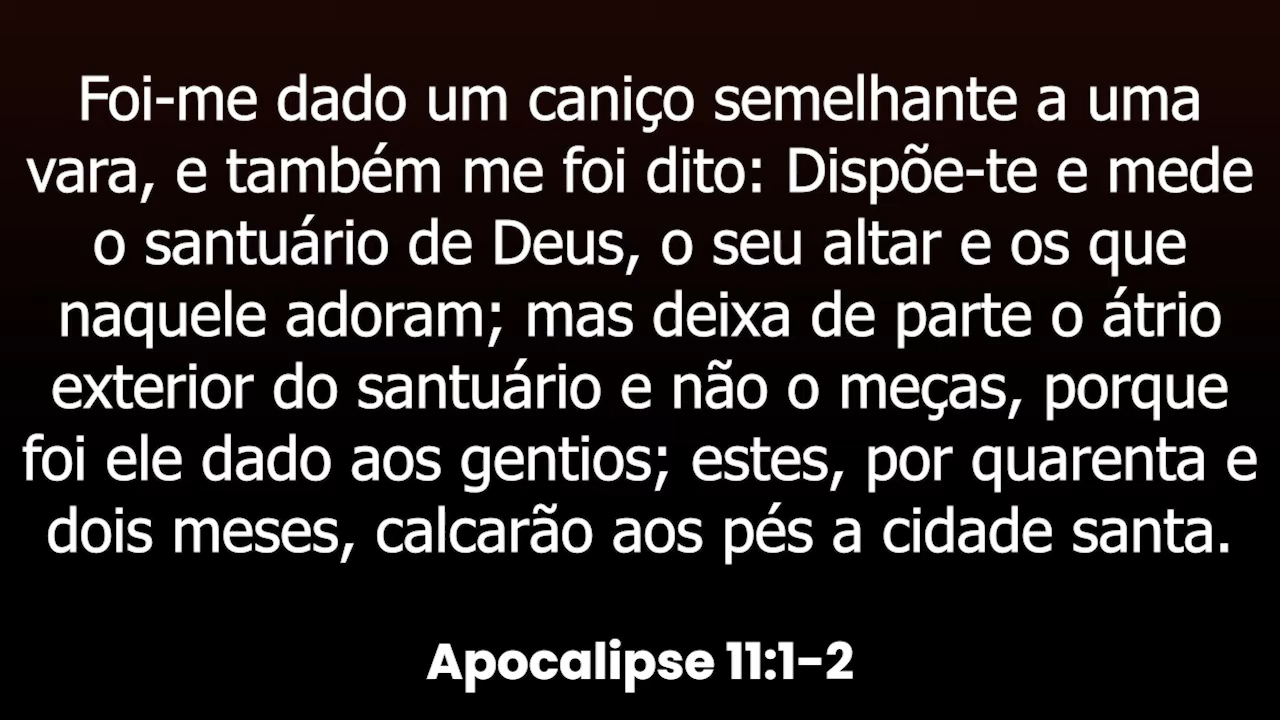 Foi-me dado um caniço semelhante a uma
vara, e também me foi dito: Dispõe-te e mede
o santuário de Deus, o seu altar e os que
naquele adoram; mas deixa de parte o átrio
exterior do santuário e não o meças, porque
foi ele dado aos gentios; estes, por quarenta e
dois meses, calcarão aos pés a cidade santa.
Apocalipse 11:1-2